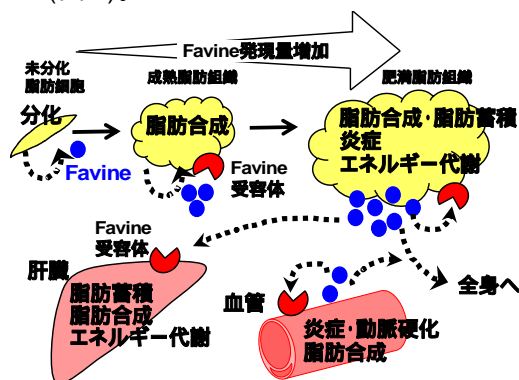 Favine発現量増加
未分化
脂肪細胞
成熟脂肪組織
肥満脂肪組織
分化
脂肪合成
脂肪合成・脂肪蓄積
炎症
エネルギー代謝
Favine
Favine
受容体
Favine
受容体
肝臓
脂肪蓄積
脂肪合成
エネルギー代謝
血管
全身へ
炎症・動脈硬化
脂肪合成